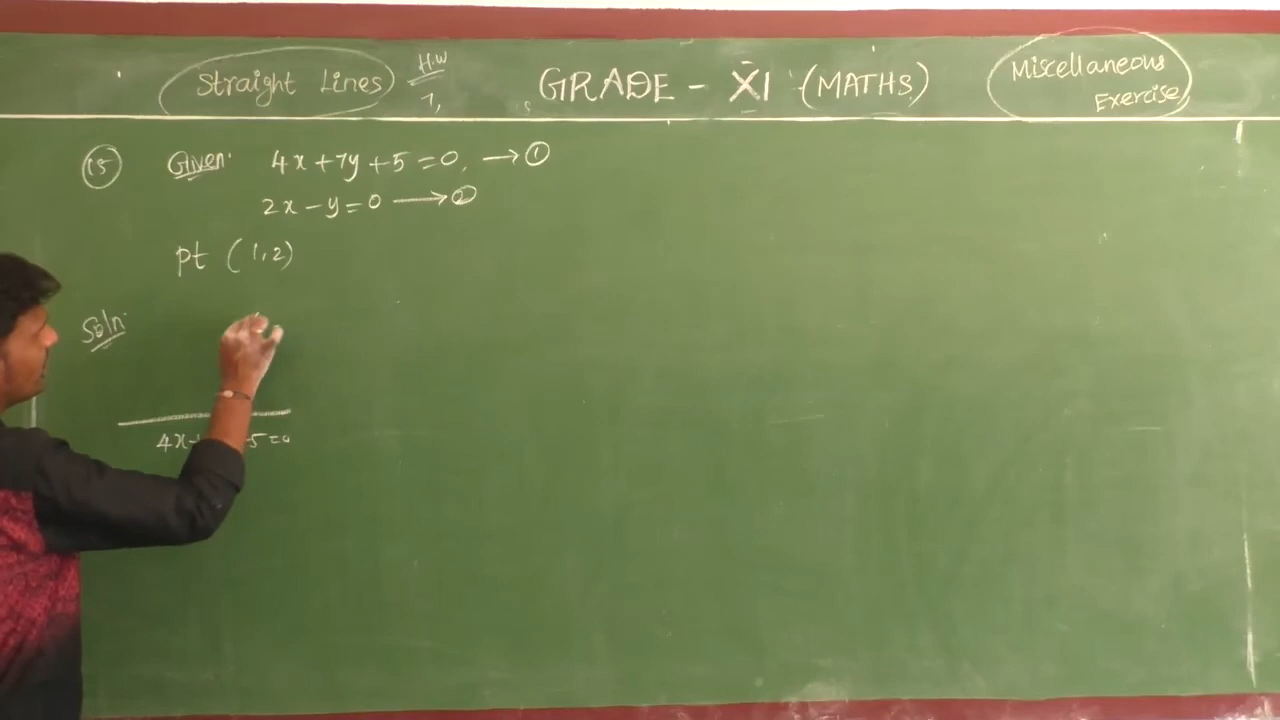 Straight Lines
H.W
7,
GRADE - XI (MATHS)
Miscellaneous
Exercise
15 Given: 4x+7y+5=0, → 1
2x-y=0 → 2
pt (1,2)
Soln: